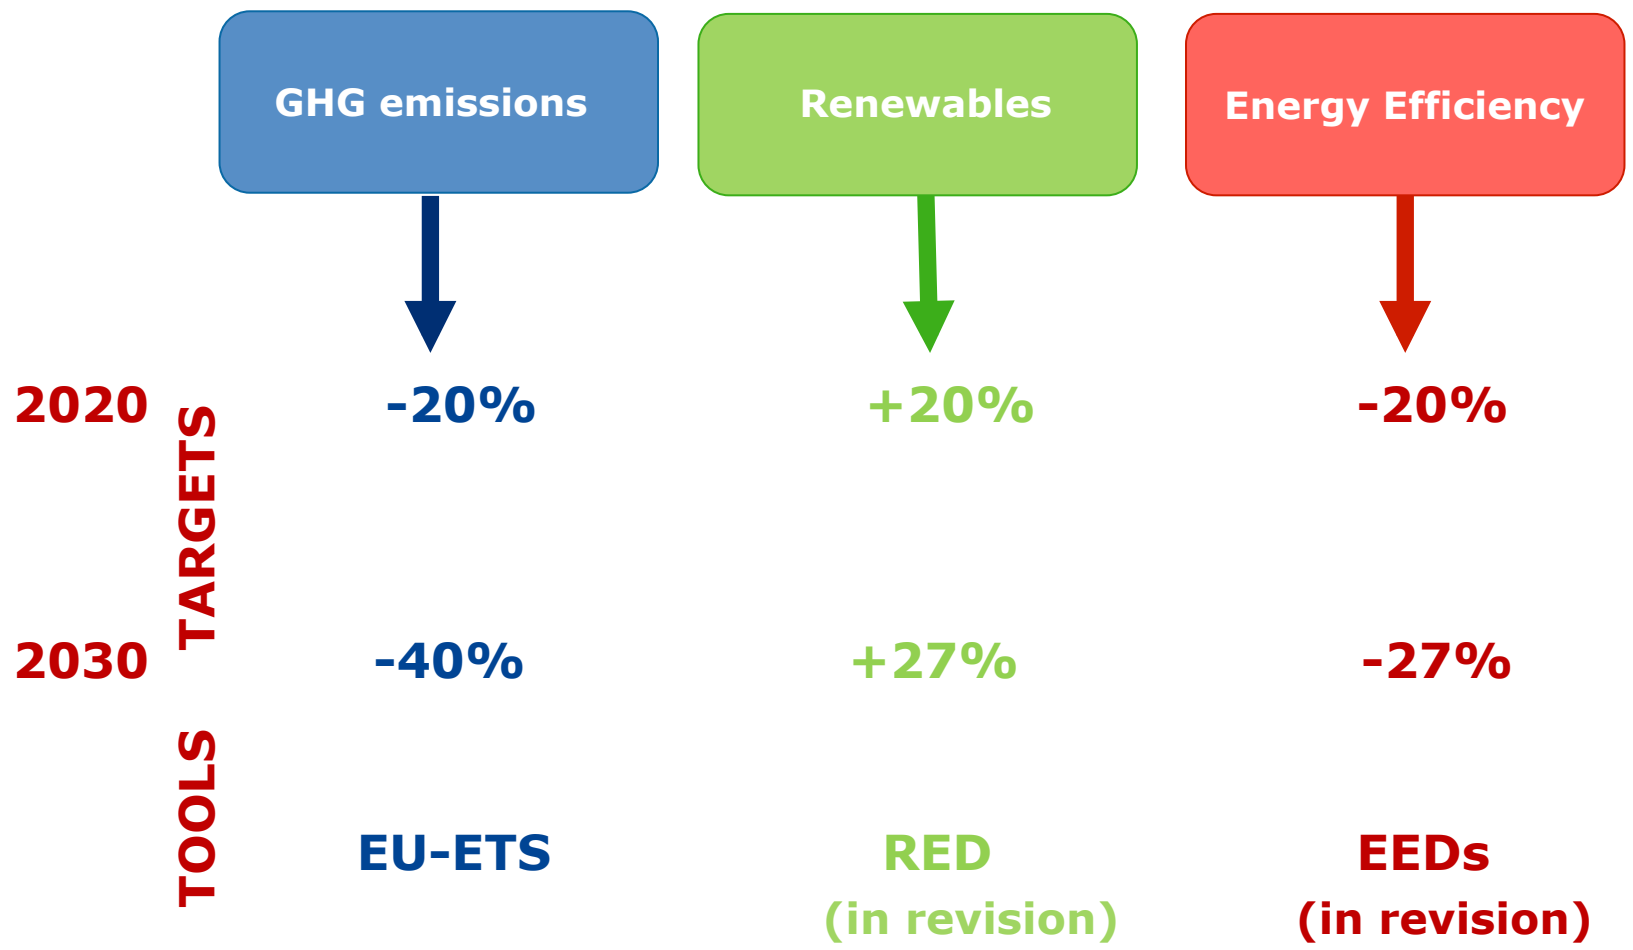 GHG emissions
Renewables
Energy Efficiency
2020
-20%
+20%
-20%
TARGETS
2030
-40%
+27%
-27%
TOOLS
EU-ETS
RED
(in revision)
EEDs
(in revision)